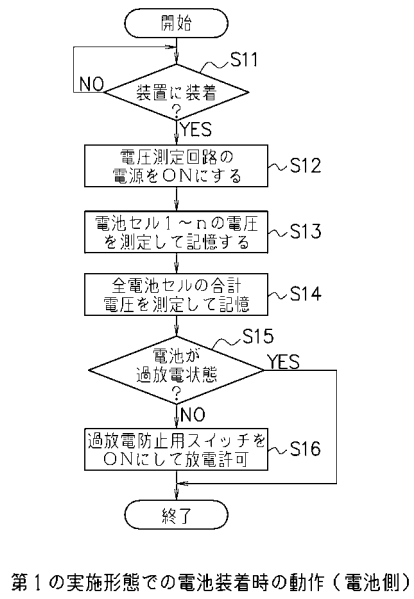 開始
S11
NO
装置に装着
?
YES
電圧測定回路の
電源をONにする
S12
電池セル1〜nの電圧
を測定して記憶する
S13
全電池セルの合計
電圧を測定して記憶
S14
S15
電池が
過放電状態
?
YES
NO
過放電防止用スイッチを
ONにして放電許可
S16
終了
第1の実施形態での電池装着時の動作(電池側)